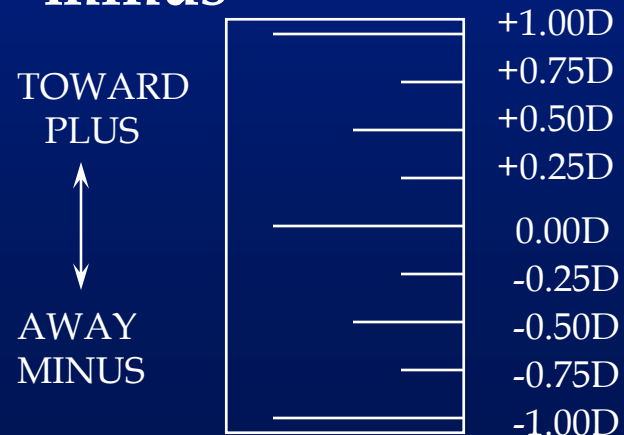 minus
TOWARD
PLUS
AWAY
MINUS
+1.00D
+0.75D
+0.50D
+0.25D
0.00D
-0.25D
-0.50D
-0.75D
-1.00D